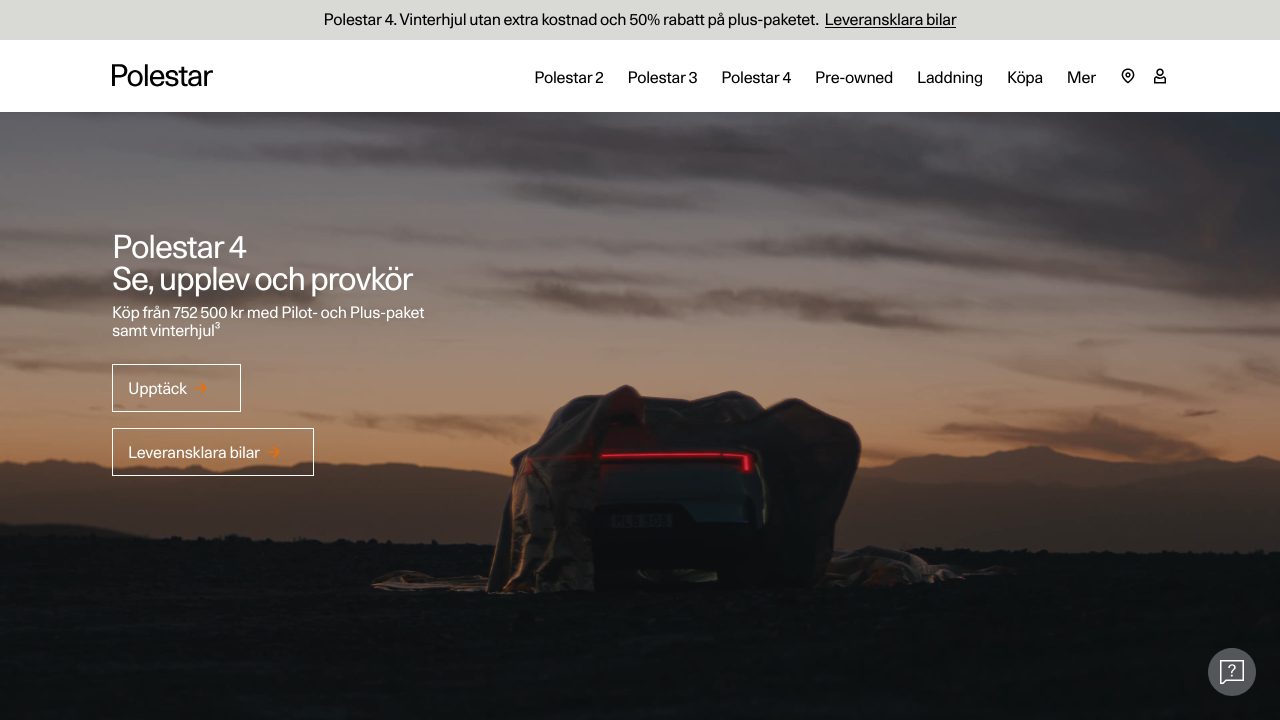 Polestar 4. Vinterhjul utan extra kostnad och 50% rabatt på plus-paketet. Leveransklara bilar
Polestar
Polestar 2 Polestar 3 Polestar 4 Pre-owned Laddning Köpa Mer
Polestar 4
Se, upplev och provkör
Köp från 752 500 kr med Pilot- och Plus-paket
samt vinterhjul³
Upptäck →
Leveransklara bilar →
?